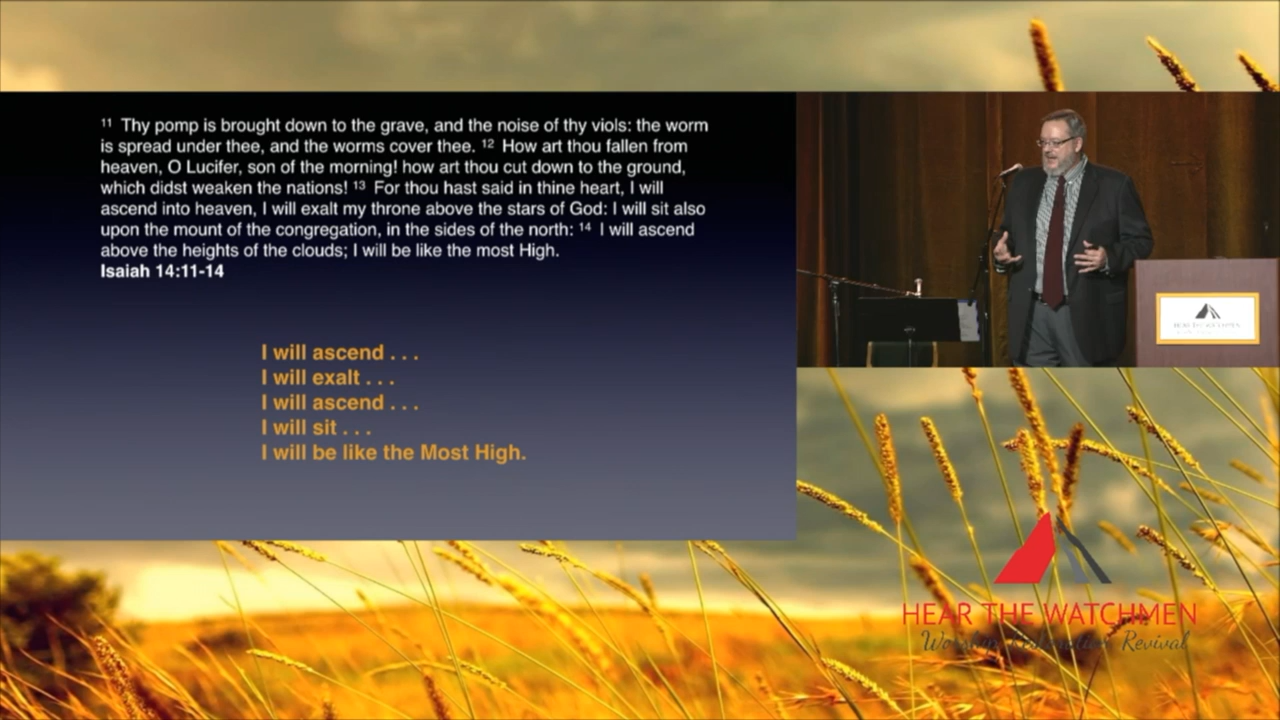 ¹¹ Thy pomp is brought down to the grave, and the noise of thy viols: the worm
is spread under thee, and the worms cover thee. ¹² How art thou fallen from
heaven, O Lucifer, son of the morning! how art thou cut down to the ground,
which didst weaken the nations! ¹³ For thou hast said in thine heart, I will
ascend into heaven, I will exalt my throne above the stars of God: I will sit also
upon the mount of the congregation, in the sides of the north: ¹⁴ I will ascend
above the heights of the clouds; I will be like the most High.
Isaiah 14:11-14
I will ascend . . .
I will exalt . . .
I will ascend . . .
I will sit . . .
I will be like the Most High.
HEAR THE WATCHMEN
HEAR THE WATCHMEN
Worship Restoration Revival